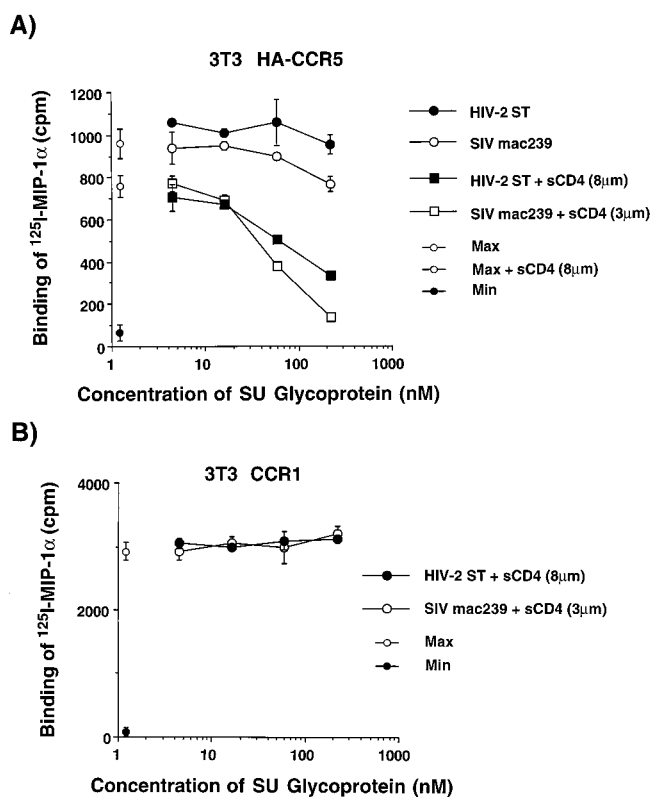 A)
3T3 HA-CCR5
1200
1000
800
600
400
200
0
Binding of ¹²⁵I-MIP-1α (cpm)
1 10 100 1000
Concentration of SU Glycoprotein (nM)
HIV-2 ST
SIV mac239
HIV-2 ST + sCD4 (8μm)
SIV mac239 + sCD4 (3μm)
Max
Max + sCD4 (8μm)
Min
B)
3T3 CCR1
4000
2000
0
Binding of ¹²⁵I-MIP-1α (cpm)
1 10 100 1000
Concentration of SU Glycoprotein (nM)
HIV-2 ST + sCD4 (8μm)
SIV mac239 + sCD4 (3μm)
Max
Min